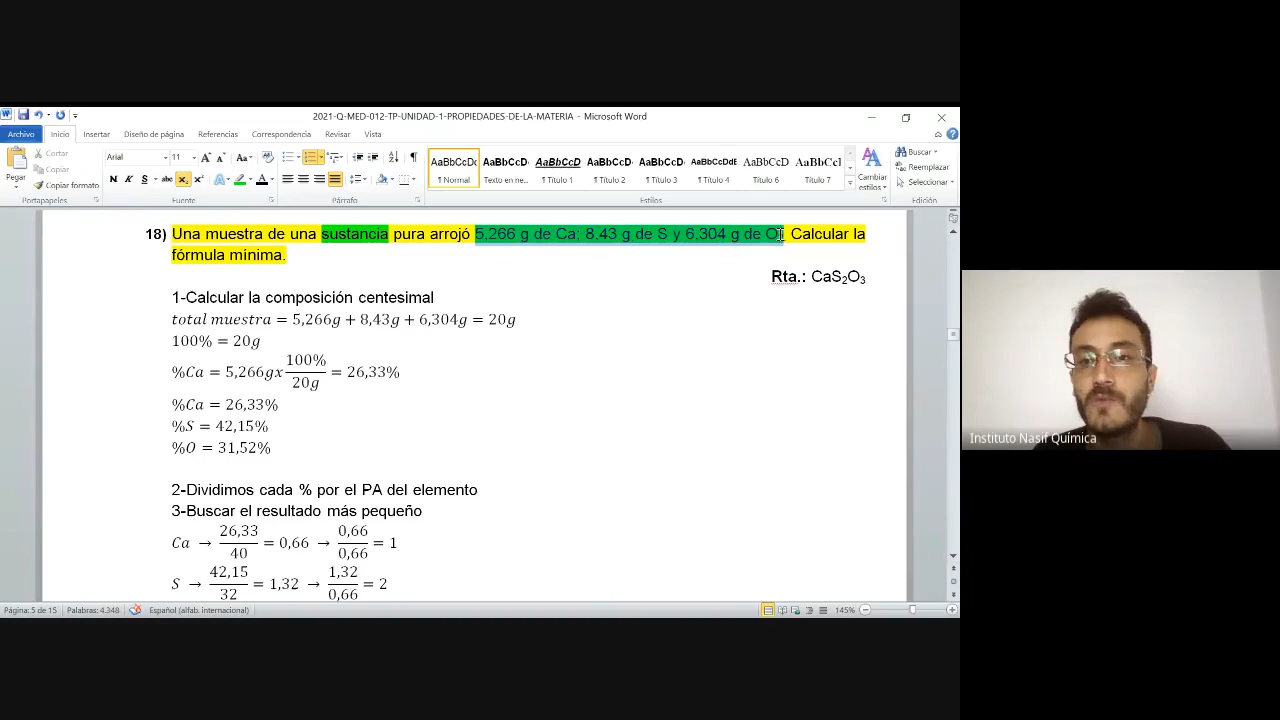 2021-Q-MED-012-TP-UNIDAD-1-PROPIEDADES-DE-LA-MATERIA - Microsoft Word
Archivo Inicio Insertar Diseño de página Referencias Correspondencia Revisar Vista
Pegar
Cortar
Copiar
Copiar formato
Portapapeles
Arial 11
N K S abc X₂
Fuente
Párrafo
AaBbCcDc AaBbCcD AaBbCcD AaBbCcD AaBbCcD AaBbCcDdE AaBbCcDd AaBbCcl
¶ Normal Texto en ne... ¶ Título 1 ¶ Título 2 ¶ Título 3 ¶ Título 4 Título 6 ¶ Título 7
Cambiar estilos
Estilos
Buscar
Reemplazar
Seleccionar
Edición
18) Una muestra de una sustancia pura arrojó 5,266 g de Ca; 8,43 g de S y 6,304 g de O. Calcular la
fórmula mínima.
Rta.: CaS₂O₃
1-Calcular la composición centesimal
total muestra = 5,266g + 8,43g + 6,304g = 20g
100% = 20g
%Ca = 5,266gx 100%/20g = 26,33%
%Ca = 26,33%
%S = 42,15%
%O = 31,52%
2-Dividimos cada % por el PA del elemento
3-Buscar el resultado más pequeño
Ca → 26,33/40 = 0,66 → 0,66/0,66 = 1
S → 42,15/32 = 1,32 → 1,32/0,66 = 2
Página: 5 de 15 Palabras: 4.348 Español (alfab. internacional) 145%
Instituto Nasif Química